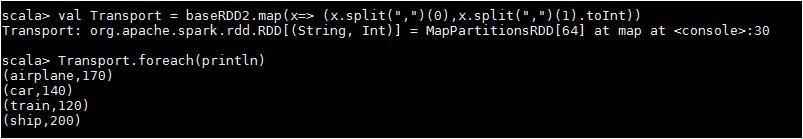 scala> val Transport = baseRDD2.map(x=> (x.split(",")(0),x.split(",")(1).toInt))
Transport: org.apache.spark.rdd.RDD[(String, Int)] = MapPartitionsRDD[64] at map at <console>:30
scala> Transport.foreach(println)
(airplane,170)
(car,140)
(train,120)
(ship,200)